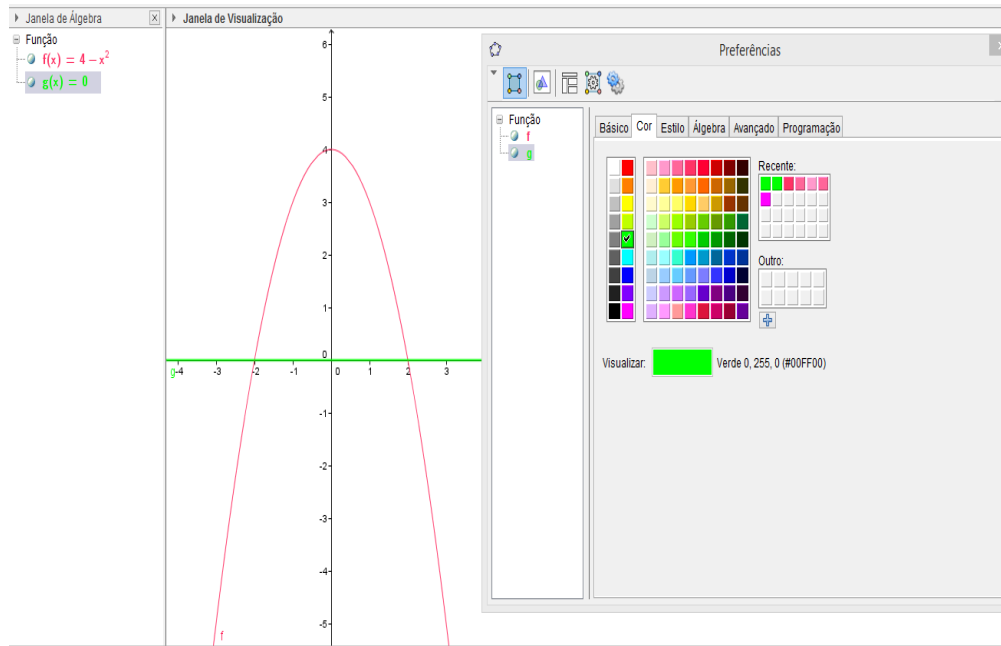 Janela de Álgebra
Função
f(x) = 4 − x²
g(x) = 0
Janela de Visualização
6
5
4
3
2
1
0
-1
-2
-3
-4
-5
g
-4 -3 -2 -1 0 1 2 3
f
Preferências
x
Função
f
g
Básico Cor Estilo Álgebra Avançado Programação
Recente:
Outro:
Visualizar: Verde 0, 255, 0 (#00FF00)